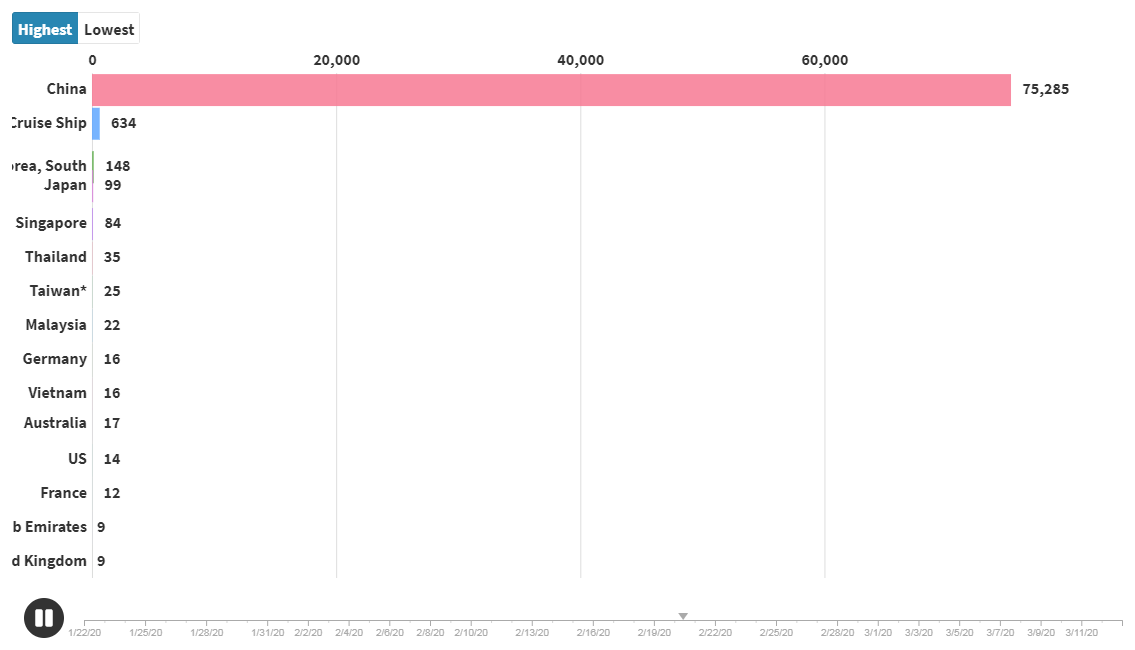 Highest Lowest
0 20,000 40,000 60,000
China 75,285
Cruise Ship 634
rea, South 148
Japan 99
Singapore 84
Thailand 35
Taiwan* 25
Malaysia 22
Germany 16
Vietnam 16
Australia 17
US 14
France 12
b Emirates 9
d Kingdom 9
1/22/20 1/25/20 1/28/20 1/31/20 2/2/20 2/4/20 2/6/20 2/8/20 2/10/20 2/13/20 2/16/20 2/19/20 2/22/20 2/25/20 2/28/20 3/1/20 3/3/20 3/5/20 3/7/20 3/9/20 3/11/20